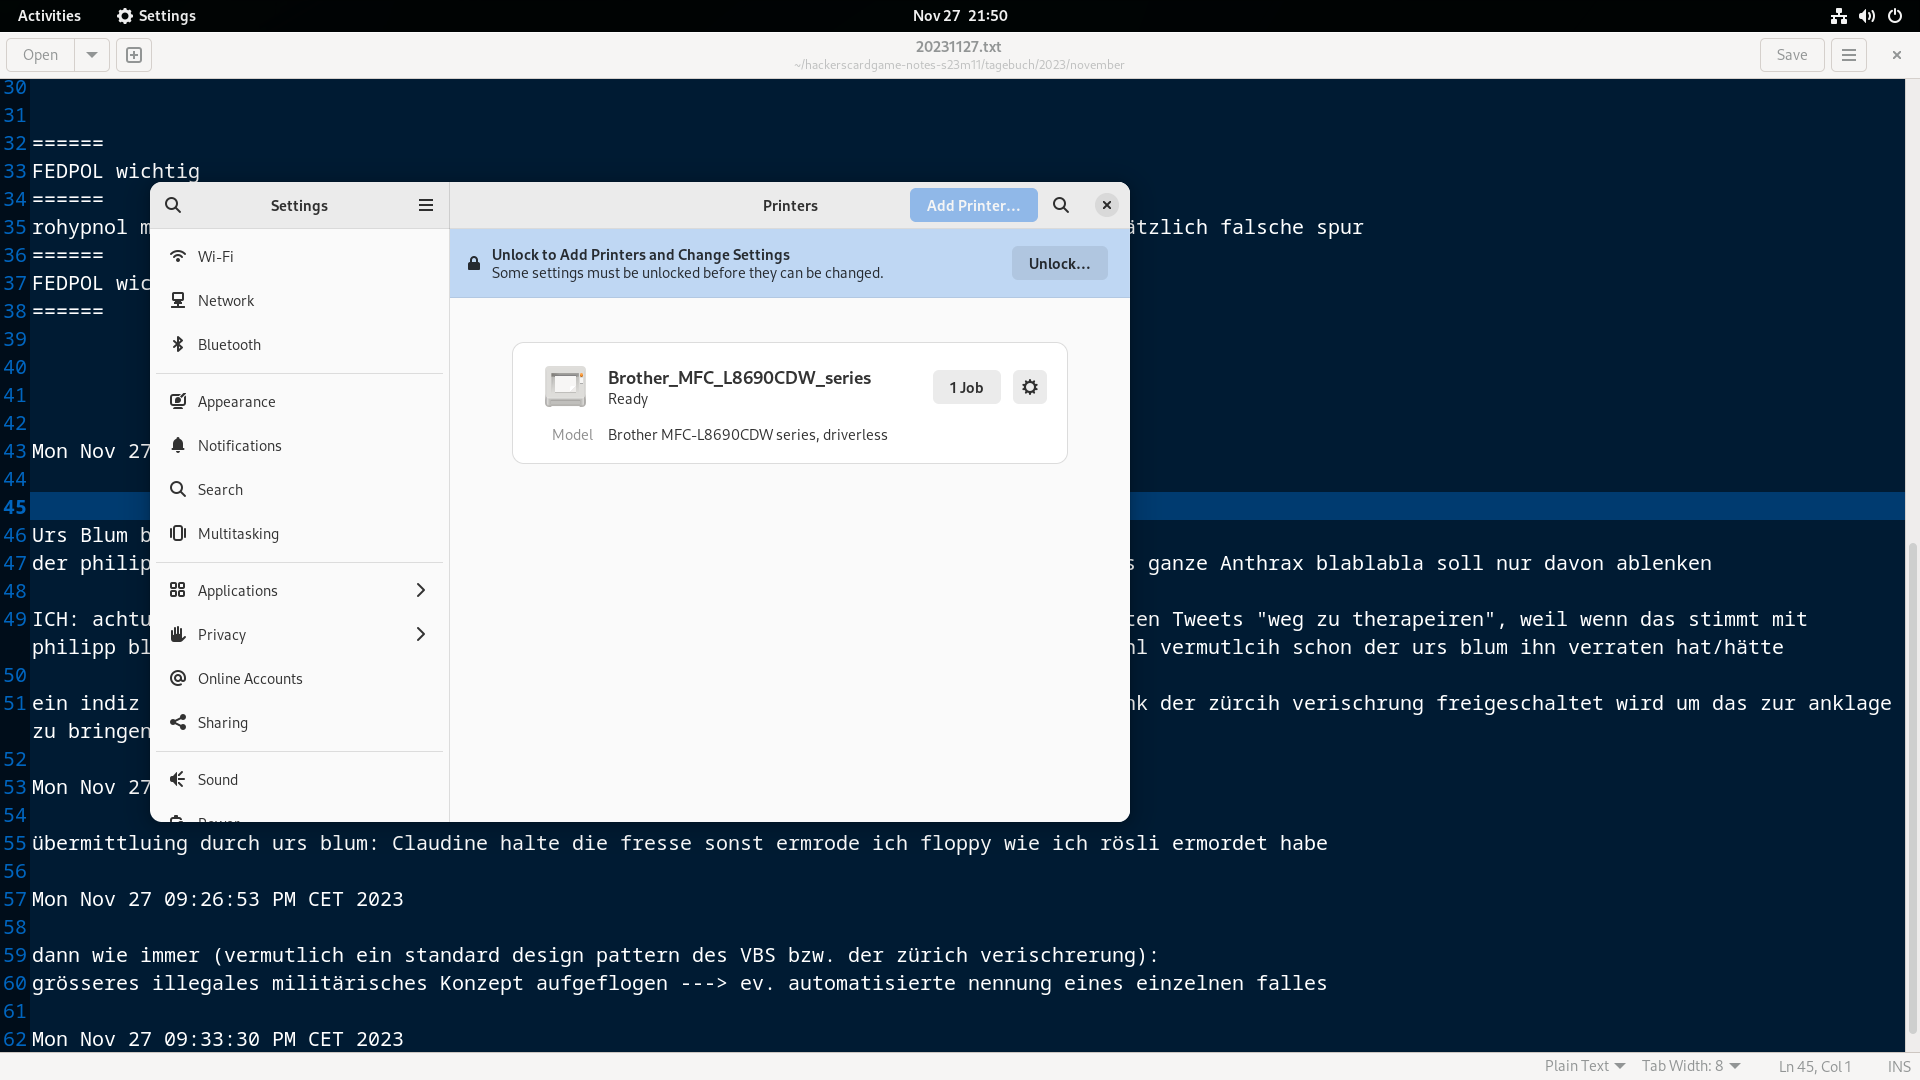 Activities
Settings
Nov 27 21:50
Open
20231127.txt
~/hackerscardgame-notes-s23m11/tagebuch/2023/november
Save
30
31
32 ======
33 FEDPOL wichtig
34 ======
35 rohypnol m
ätzlich falsche spur
36 ======
37 FEDPOL wic
38 ======
39
40
41
42
43 Mon Nov 27
44
45
46 Urs Blum b
47 der philip
s ganze Anthrax blablabla soll nur davon ablenken
48
49 ICH: achtu
ten Tweets "weg zu therapeiren", weil wenn das stimmt mit
philipp bl
hl vermutlcih schon der urs blum ihn verraten hat/hätte
50
51 ein indiz
nk der zürcih verischrung freigeschaltet wird um das zur anklage
zu bringen
52
53 Mon Nov 27
54
55 übermittluing durch urs blum: Claudine halte die fresse sonst ermrode ich floppy wie ich rösli ermordet habe
56
57 Mon Nov 27 09:26:53 PM CET 2023
58
59 dann wie immer (vermutlich ein standard design pattern des VBS bzw. der zürich verischrerung):
60 grösseres illegales militärisches Konzept aufgeflogen ---> ev. automatisierte nennung eines einzelnen falles
61
62 Mon Nov 27 09:33:30 PM CET 2023
Settings
Wi-Fi
Network
Bluetooth
Appearance
Notifications
Search
Multitasking
Applications
Privacy
Online Accounts
Sharing
Sound
Printers
Add Printer…
Unlock to Add Printers and Change Settings
Some settings must be unlocked before they can be changed.
Unlock…
Brother_MFC_L8690CDW_series
Ready
1 Job
Model Brother MFC-L8690CDW series, driverless
Plain Text
Tab Width: 8
Ln 45, Col 1
INS